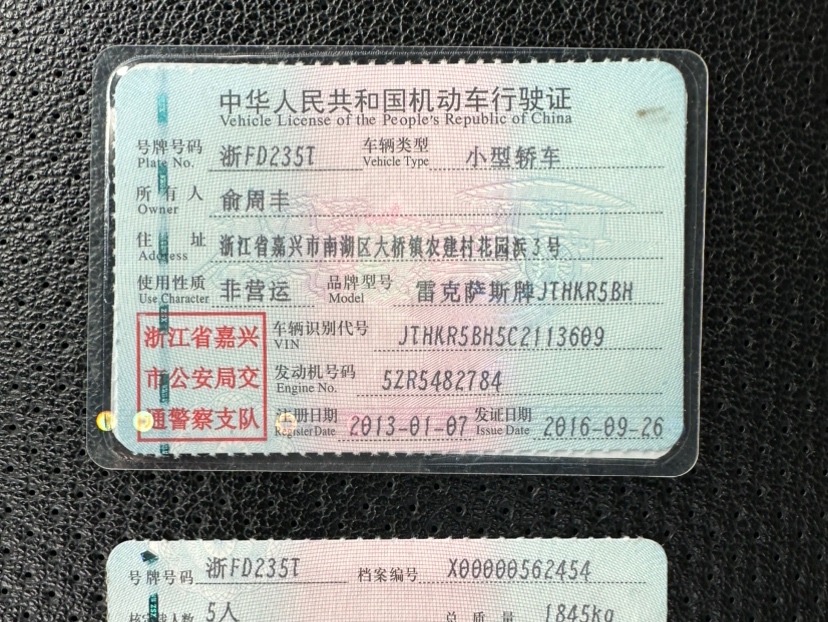 中华人民共和国机动车行驶证
Vehicle License of the People's Republic of China
号牌号码 浙FD235T 车辆类型 小型轿车
Plate No. Vehicle Type
所有人 俞周丰
Owner
住址 浙江省嘉兴市南湖区大桥镇农建村花园浜3号
Address
使用性质 非营运 品牌型号 雷克萨斯牌JTHKR5BH
Use Character Model
浙江省嘉兴 车辆识别代号 JTHKR5BH5C2113609
VIN
市公安局交 发动机号码 5ZR5482784
Engine No.
通警察支队 注册日期 2013-01-07 发证日期 2016-09-26
Register Date Issue Date
号牌号码 浙FD235T 档案编号 X00000562454
核定载人数 5人 总质量 1845kg